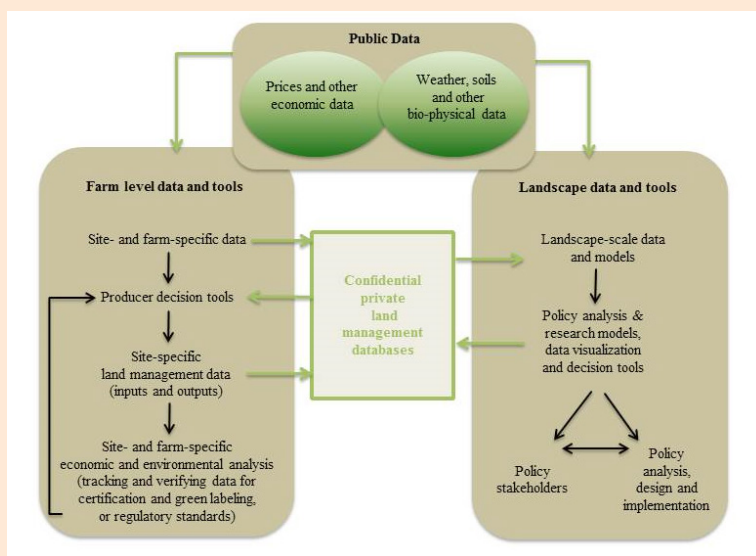 Public Data
Prices and other
economic data
Weather, soils
and other
bio-physical data
Farm level data and tools
Site- and farm-specific data
Producer decision tools
Site-specific
land management data
(inputs and outputs)
Site- and farm-specific
economic and environmental analysis
(tracking and verifying data for
certification and green labeling,
or regulatory standards)
Confidential
private
land
management
databases
Landscape data and tools
Landscape-scale data
and models
Policy analysis &
research models,
data visualization
and decision tools
Policy
stakeholders
Policy
analysis,
design and
implementation